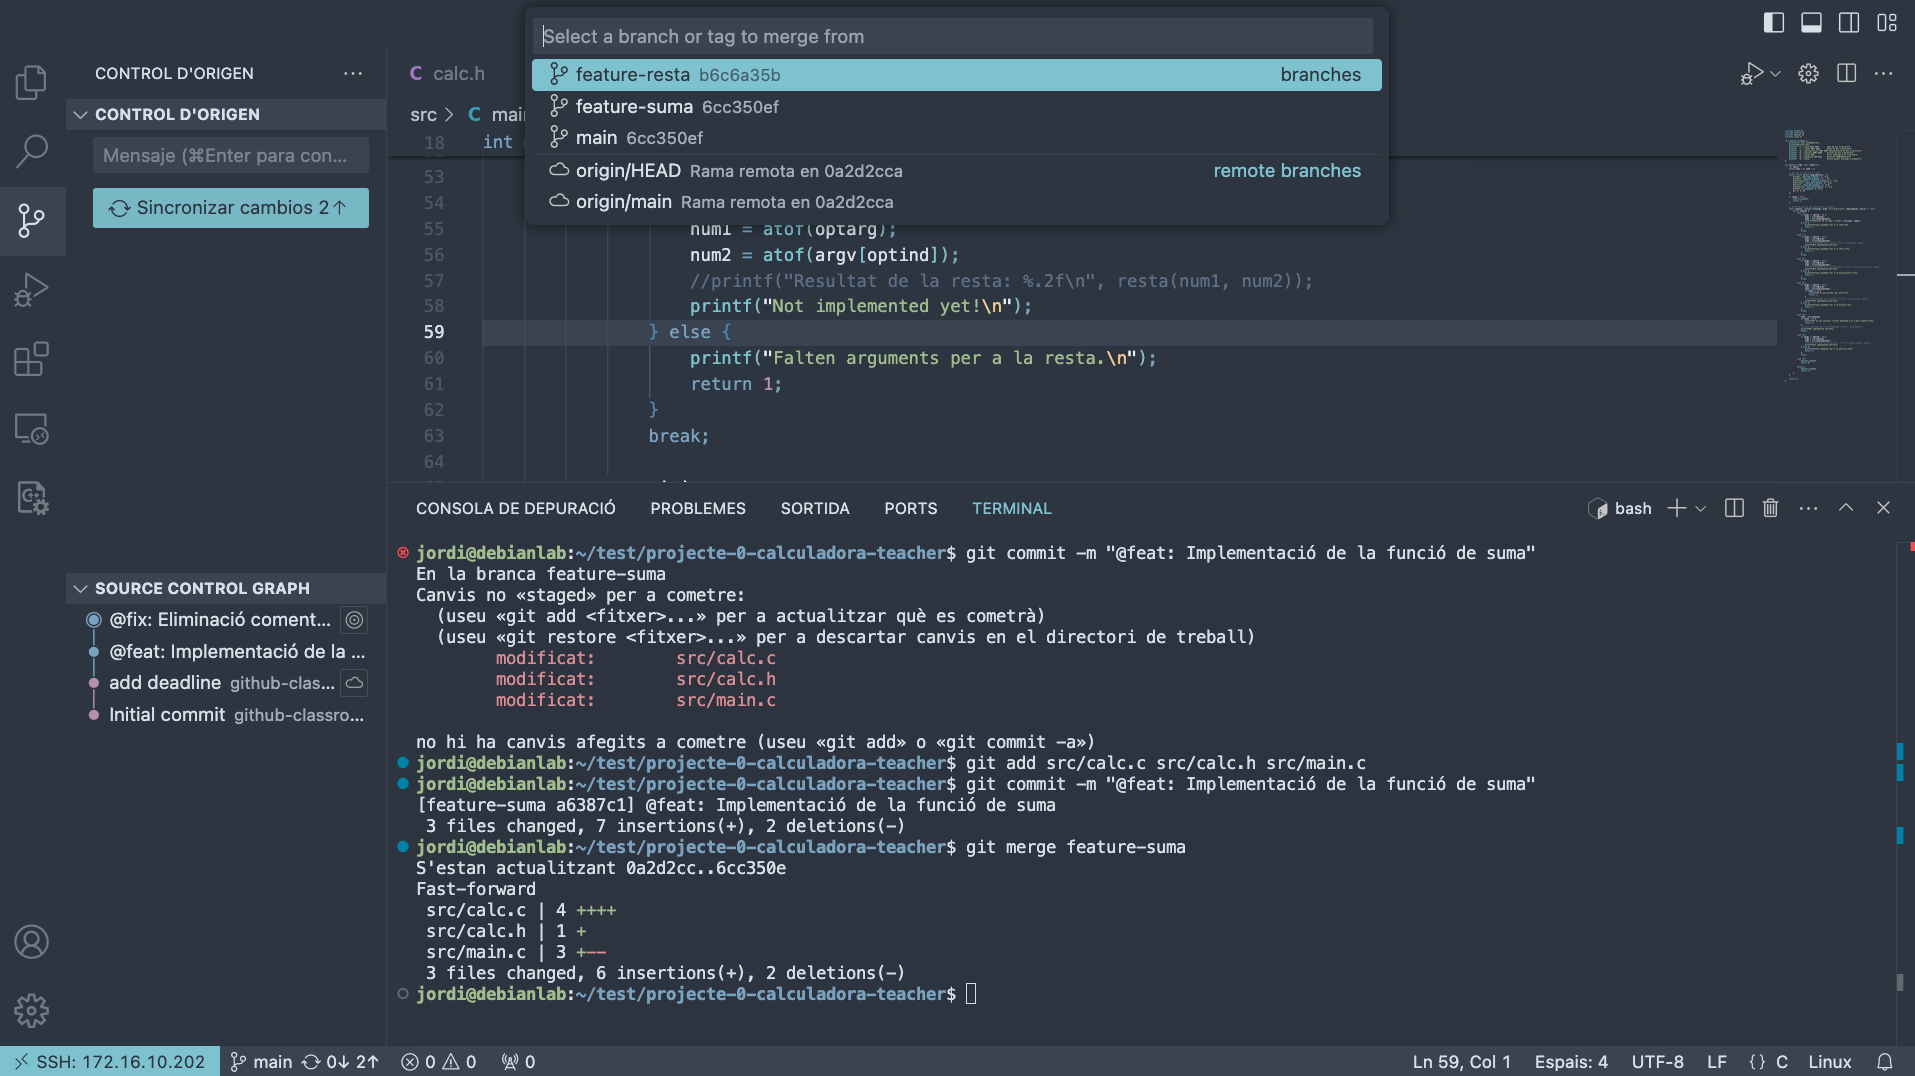 Select a branch or tag to merge from
feature-resta b6c6a35b branches
feature-suma 6cc350ef
main 6cc350ef
origin/HEAD Rama remota en 0a2d2cca remote branches
origin/main Rama remota en 0a2d2cca
CONTROL D'ORIGEN
CONTROL D'ORIGEN
Mensaje (⌘Enter para con...
Sincronizar cambios 2↑
SOURCE CONTROL GRAPH
@fix: Eliminació coment...
@feat: Implementació de la ...
add deadline github-clas...
Initial commit github-classro...
C calc.h
src > C
18 int
53
54
55 num1 = atof(optarg);
56 num2 = atof(argv[optind]);
57 //printf("Resultat de la resta: %.2f\n", resta(num1, num2));
58 printf("Not implemented yet!\n");
59 } else {
60 printf("Falten arguments per a la resta.\n");
61 return 1;
62 }
63 break;
64
CONSOLA DE DEPURACIÓ PROBLEMES SORTIDA PORTS TERMINAL bash
jordi@debianlab:~/test/projecte-0-calculadora-teacher$ git commit -m "@feat: Implementació de la funció de suma"
En la branca feature-suma
Canvis no «staged» per a cometre:
(useu «git add <fitxer>...» per a actualitzar què es cometrà)
(useu «git restore <fitxer>...» per a descartar canvis en el directori de treball)
modificat: src/calc.c
modificat: src/calc.h
modificat: src/main.c
no hi ha canvis afegits a cometre (useu «git add» o «git commit -a»)
jordi@debianlab:~/test/projecte-0-calculadora-teacher$ git add src/calc.c src/calc.h src/main.c
jordi@debianlab:~/test/projecte-0-calculadora-teacher$ git commit -m "@feat: Implementació de la funció de suma"
[feature-suma a6387c1] @feat: Implementació de la funció de suma
3 files changed, 7 insertions(+), 2 deletions(-)
jordi@debianlab:~/test/projecte-0-calculadora-teacher$ git merge feature-suma
S'estan actualitzant 0a2d2cc..6cc350e
Fast-forward
src/calc.c | 4 ++++
src/calc.h | 1 +
src/main.c | 3 +--
3 files changed, 6 insertions(+), 2 deletions(-)
jordi@debianlab:~/test/projecte-0-calculadora-teacher$
SSH: 172.16.10.202 main 0↓ 2↑ 0 0 0 Ln 59, Col 1 Espais: 4 UTF-8 LF {} C Linux